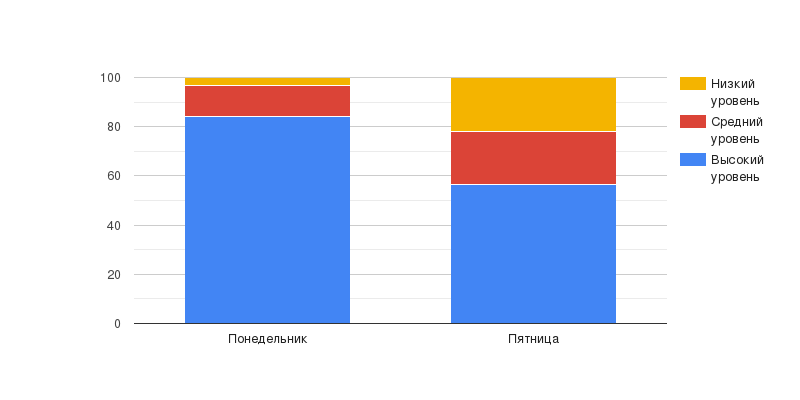 100
80
60
40
20
0
Понедельник
Пятница
Низкий
уровень
Средний
уровень
Высокий
уровень